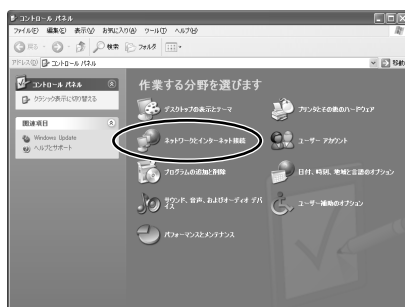 コントロール パネル
ファイル(F) 編集(E) 表示(V) お気に入り(A) ツール(T) ヘルプ(H)
戻る 検索 フォルダ
アドレス(D) コントロール パネル 移動
コントロール パネル
クラシック表示に切り替える
関連項目
Windows Update
ヘルプとサポート
作業する分野を選びます
デスクトップの表示とテーマ
プリンタとその他のハードウェア
ネットワークとインターネット接続
ユーザー アカウント
プログラムの追加と削除
日付、時刻、地域と言語のオプション
サウンド、音声、およびオーディオ デバ
イス
ユーザー補助のオプション
パフォーマンスとメンテナンス